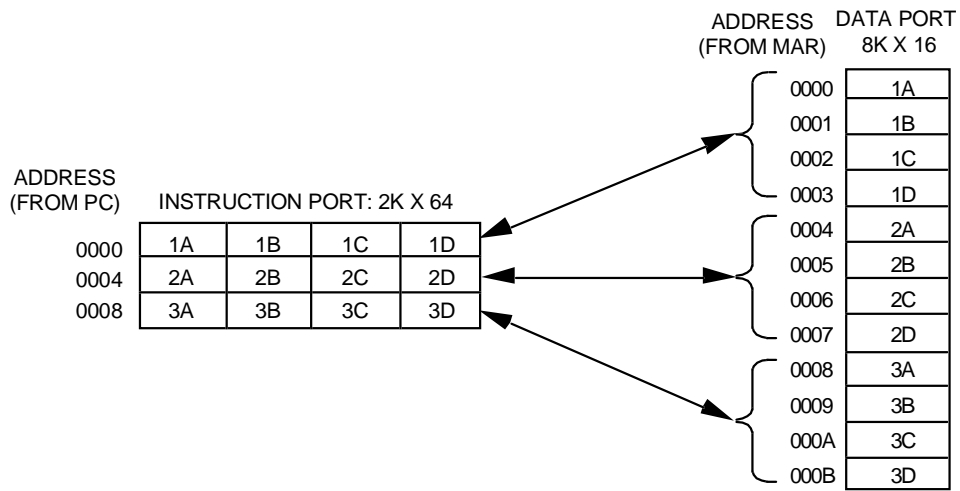 ADDRESS
(FROM MAR)
DATA PORT
8K X 16
0000 1A
0001 1B
0002 1C
0003 1D
0004 2A
0005 2B
0006 2C
0007 2D
0008 3A
0009 3B
000A 3C
000B 3D
ADDRESS
(FROM PC)
INSTRUCTION PORT: 2K X 64
0000 1A 1B 1C 1D
0004 2A 2B 2C 2D
0008 3A 3B 3C 3D